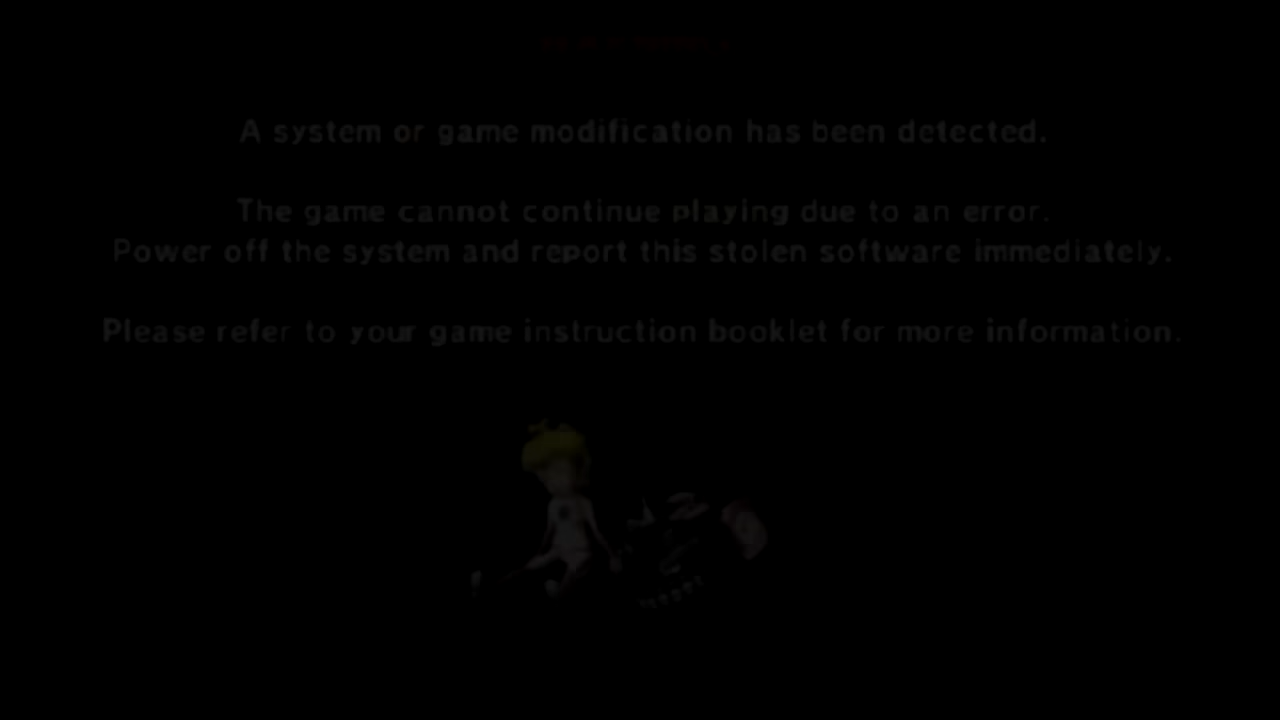 A system or game modification has been detected.
The game cannot continue playing due to an error.
Power off the system and report this stolen software immediately.
Please refer to your game instruction booklet for more information.